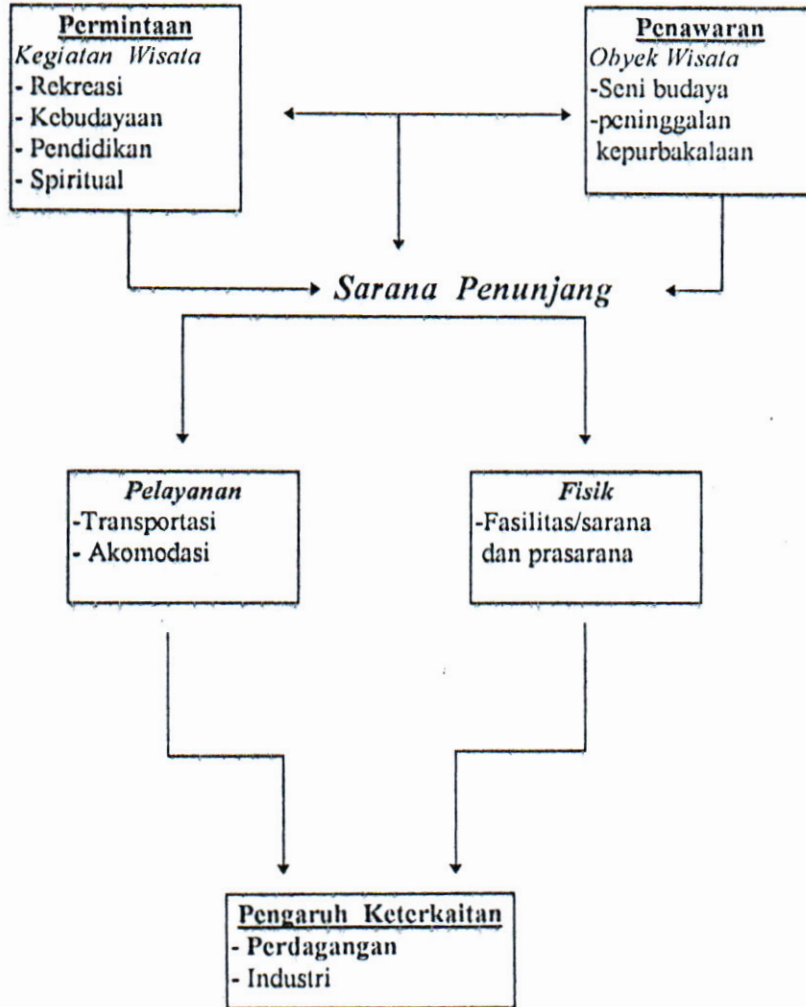 Permintaan
Kegiatan Wisata
- Rekreasi
- Kebudayaan
- Pendidikan
- Spiritual
Penawaran
Obyek Wisata
-Seni budaya
-peninggalan
kepurbakalaan
Sarana Penunjang
Pelayanan
-Transportasi
- Akomodasi
Fisik
-Fasilitas/sarana
dan prasarana
Pengaruh Keterkaitan
- Perdagangan
- Industri